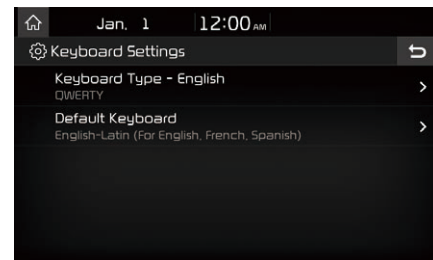 Jan. 1 12:00 AM
Keyboard Settings
Keyboard Type - English
QWERTY
Default Keyboard
English-Latin (For English, French, Spanish)